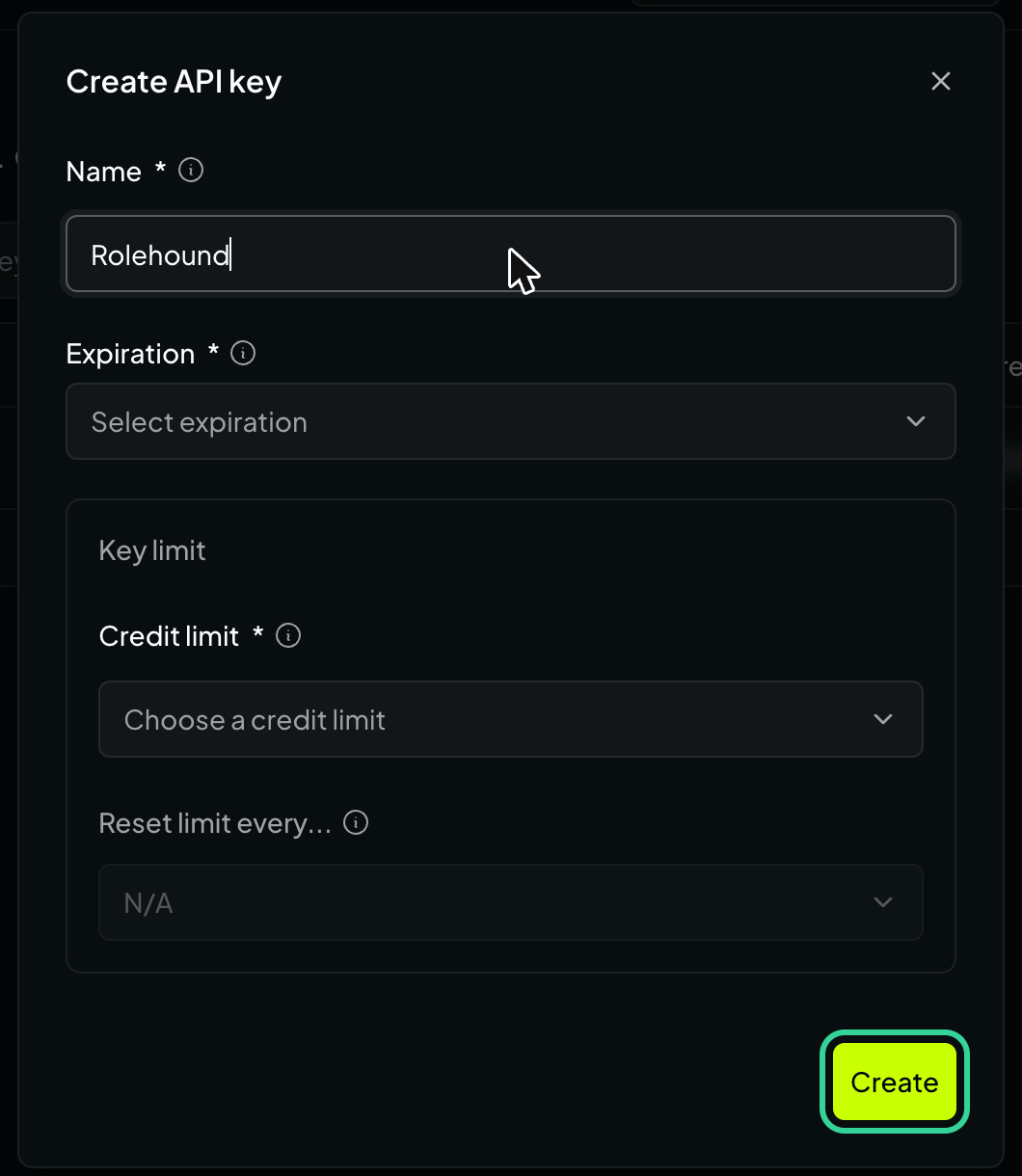 Create API key
Name *
Rolehound
Expiration *
Select expiration
Key limit
Credit limit *
Choose a credit limit
Reset limit every...
N/A
Create